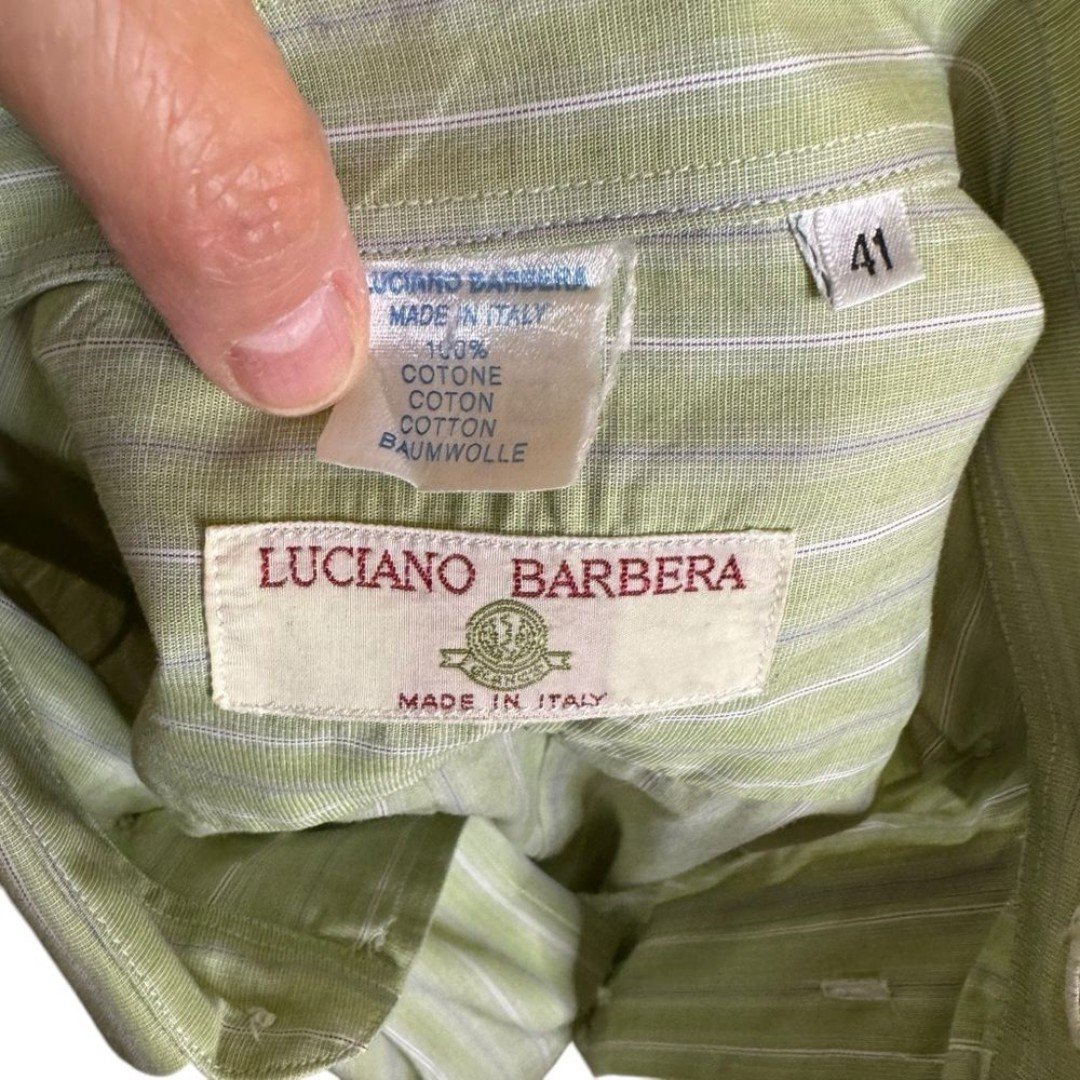 LUCIANO BARBERA
MADE IN ITALY
100%
COTONE
COTON
COTTON
BAUMWOLLE
41
LUCIANO BARBERA
MADE IN ITALY